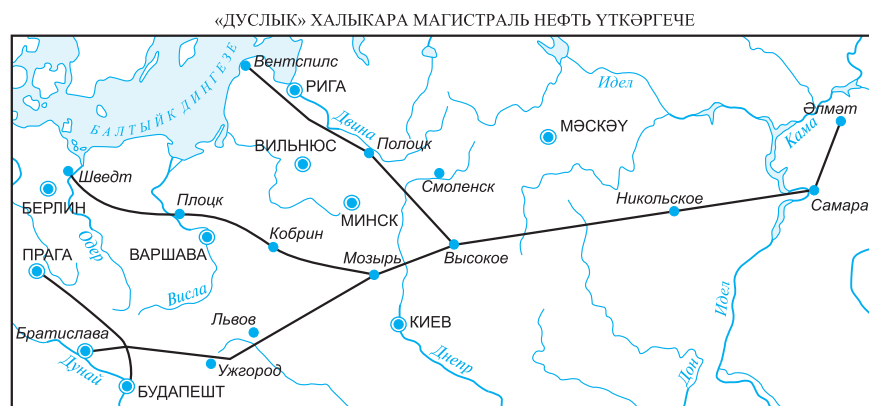 «ДУСЛЫК» ХАЛЫКАРА МАГИСТРАЛЬ НЕФТЬ ҮТКӘРГЕЧЕ
Вентспилс
РИГА
БАЛТЫЙК ДИҢГЕЗЕ
Идел
Әлмәт
Кама
Двина
МӘСКӘҮ
ВИЛЬНЮС
Полоцк
Шведт
Смоленск
БЕРЛИН
Плоцк
МИНСК
Никольское
Самара
Одер
Кобрин
ПРАГА
ВАРШАВА
Мозырь
Высокое
Висла
Идел
Львов
КИЕВ
Братислава
Дунай
Ужгород
Днепр
Дон
БУДАПЕШТ